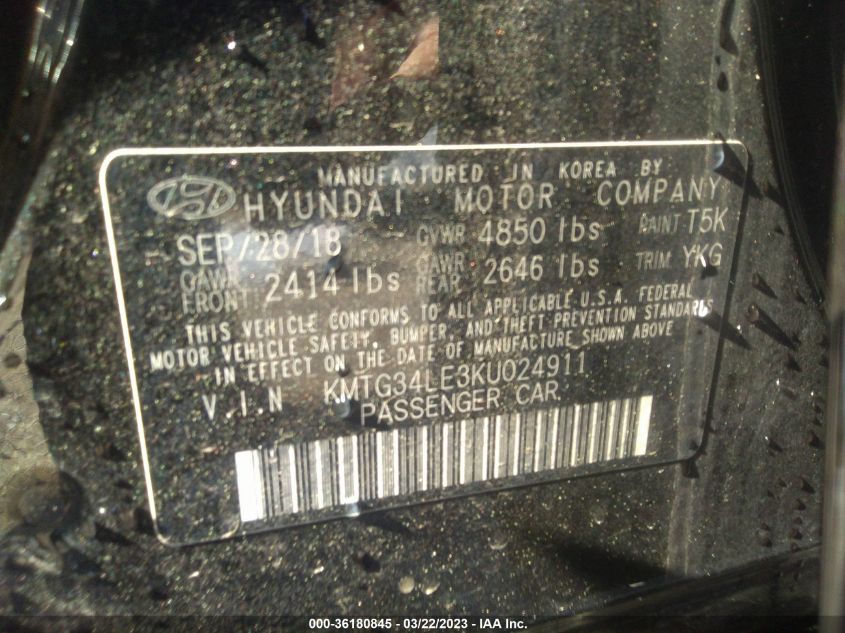 MANUFACTURED IN KOREA BY
HYUNDAI MOTOR COMPANY
SEP/28/18 GVWR 4850 lbs PAINT T5K
GAWR FRONT 2414 lbs GAWR REAR 2646 lbs TRIM YKG
THIS VEHICLE CONFORMS TO ALL APPLICABLE U.S.A. FEDERAL
MOTOR VEHICLE SAFETY, BUMPER, AND THEFT PREVENTION STANDARDS
IN EFFECT ON THE DATE OF MANUFACTURE SHOWN ABOVE
V.I.N KMTG34LE3KU024911
PASSENGER CAR
000-36180845 - 03/22/2023 - IAA Inc.